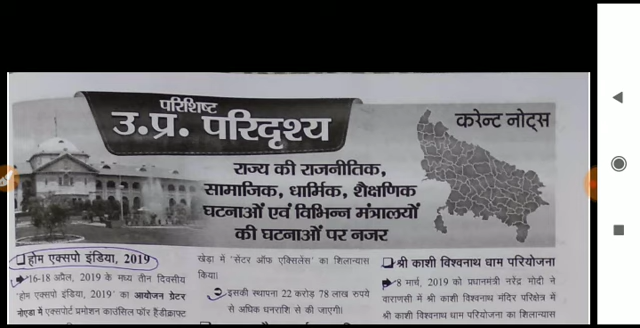 परिशिष्ट
उ.प्र. परिदृश्य
करेन्ट नोट्स
राज्य की राजनीतिक,
सामाजिक, धार्मिक, शैक्षणिक
घटनाओं एवं विभिन्न मंत्रालयों
की घटनाओं पर नजर
होम एक्सपो इंडिया, 2019
16-18 अप्रैल, 2019 के मध्य तीन दिवसीय
'होम एक्सपो इंडिया, 2019' का आयोजन ग्रेटर
नोएडा में एक्सपोर्ट प्रमोशन काउंसिल फॉर हैंडीक्राफ्ट
खेड़ा में 'सेंटर ऑफ एक्सिलेंस' का शिलान्यास
किया।
इसकी स्थापना 22 करोड़ 78 लाख रुपये
से अधिक धनराशि से की जाएगी।
श्री काशी विश्वनाथ धाम परियोजना
8 मार्च, 2019 को प्रधानमंत्री नरेंद्र मोदी ने
वाराणसी में श्री काशी विश्वनाथ मंदिर परिक्षेत्र में
श्री काशी विश्वनाथ धाम परियोजना का शिलान्यास